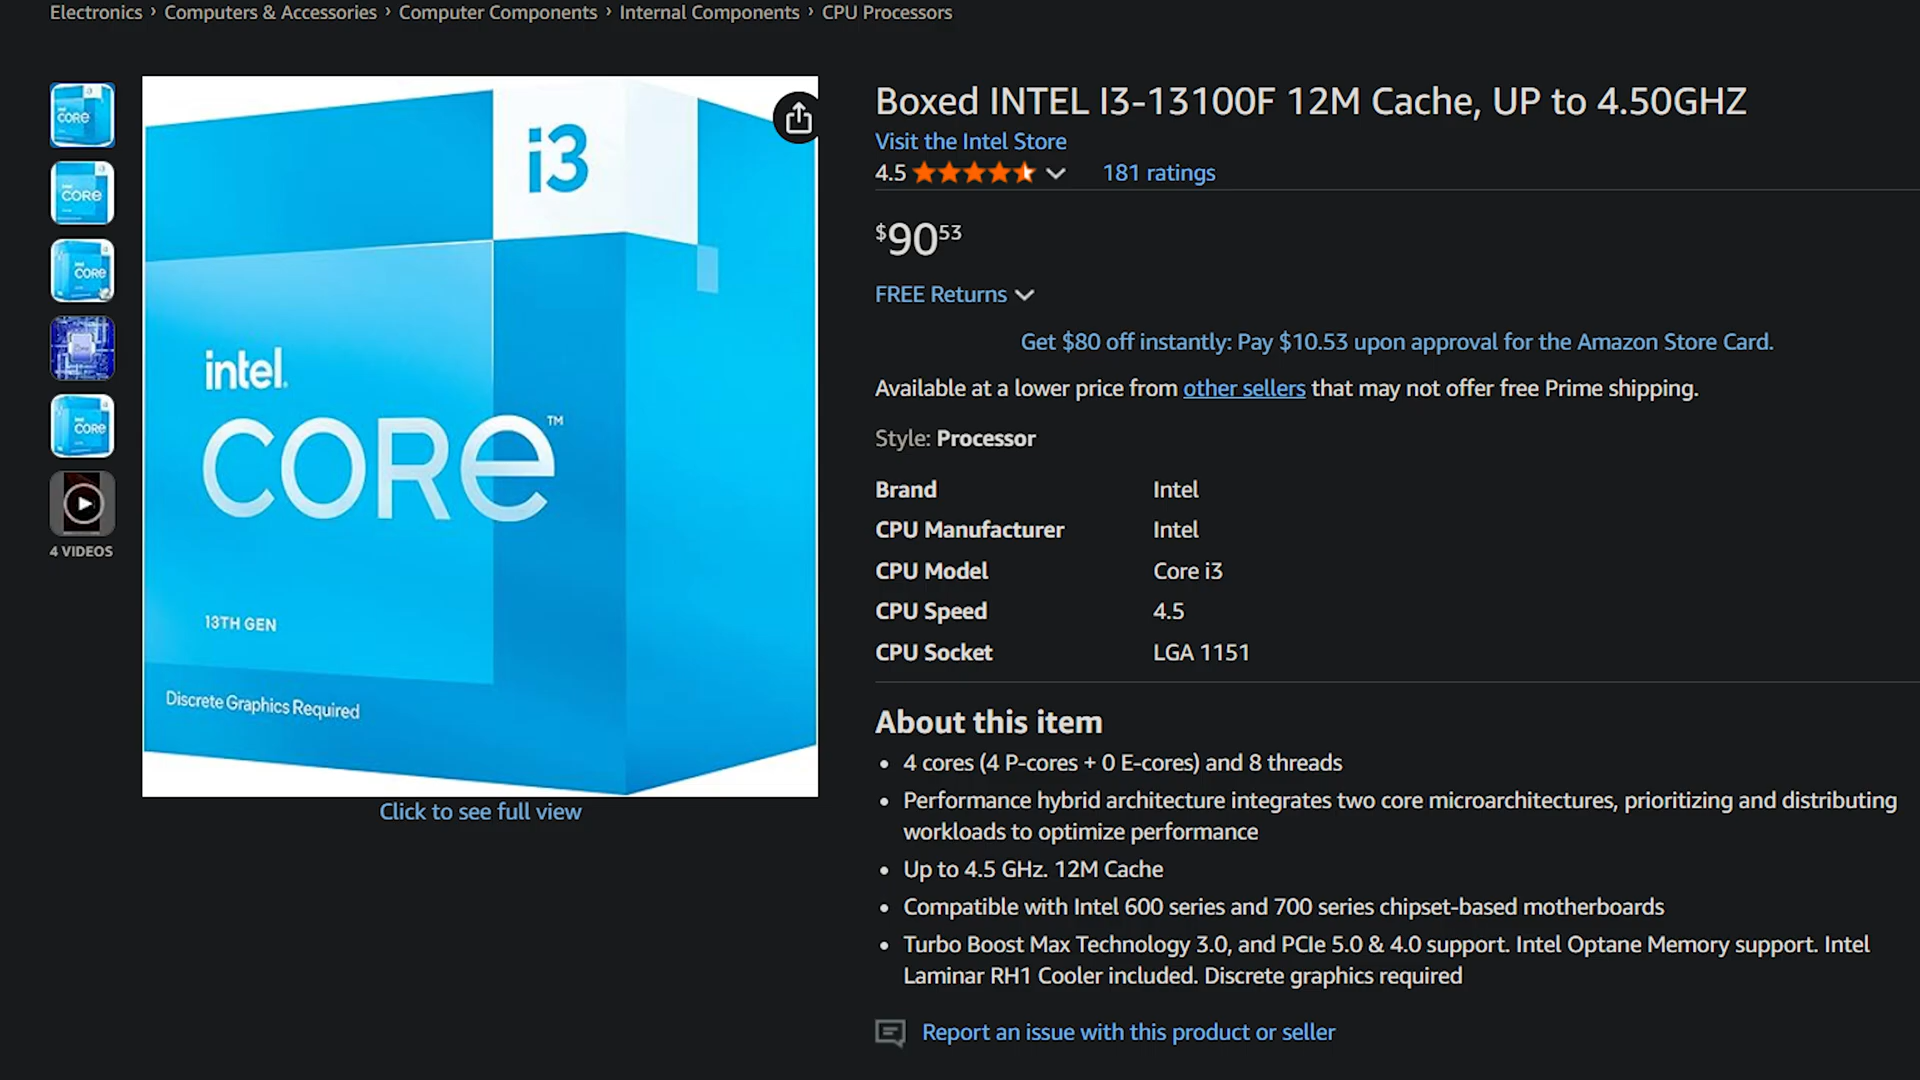 Electronics › Computers & Accessories › Computer Components › Internal Components › CPU Processors
Boxed INTEL I3-13100F 12M Cache, UP to 4.50GHZ
Visit the Intel Store
4.5 181 ratings
$90 53
FREE Returns
Get $80 off instantly: Pay $10.53 upon approval for the Amazon Store Card.
Available at a lower price from other sellers that may not offer free Prime shipping.
Style: Processor
Brand Intel
CPU Manufacturer Intel
CPU Model Core i3
CPU Speed 4.5
CPU Socket LGA 1151
About this item
• 4 cores (4 P-cores + 0 E-cores) and 8 threads
• Performance hybrid architecture integrates two core microarchitectures, prioritizing and distributing
workloads to optimize performance
• Up to 4.5 GHz. 12M Cache
• Compatible with Intel 600 series and 700 series chipset-based motherboards
• Turbo Boost Max Technology 3.0, and PCIe 5.0 & 4.0 support. Intel Optane Memory support. Intel
Laminar RH1 Cooler included. Discrete graphics required
Report an issue with this product or seller
i3
intel.
CORE™
13TH GEN
Discrete Graphics Required
Click to see full view
CORE
CORE
CORE
CORE
4 VIDEOS